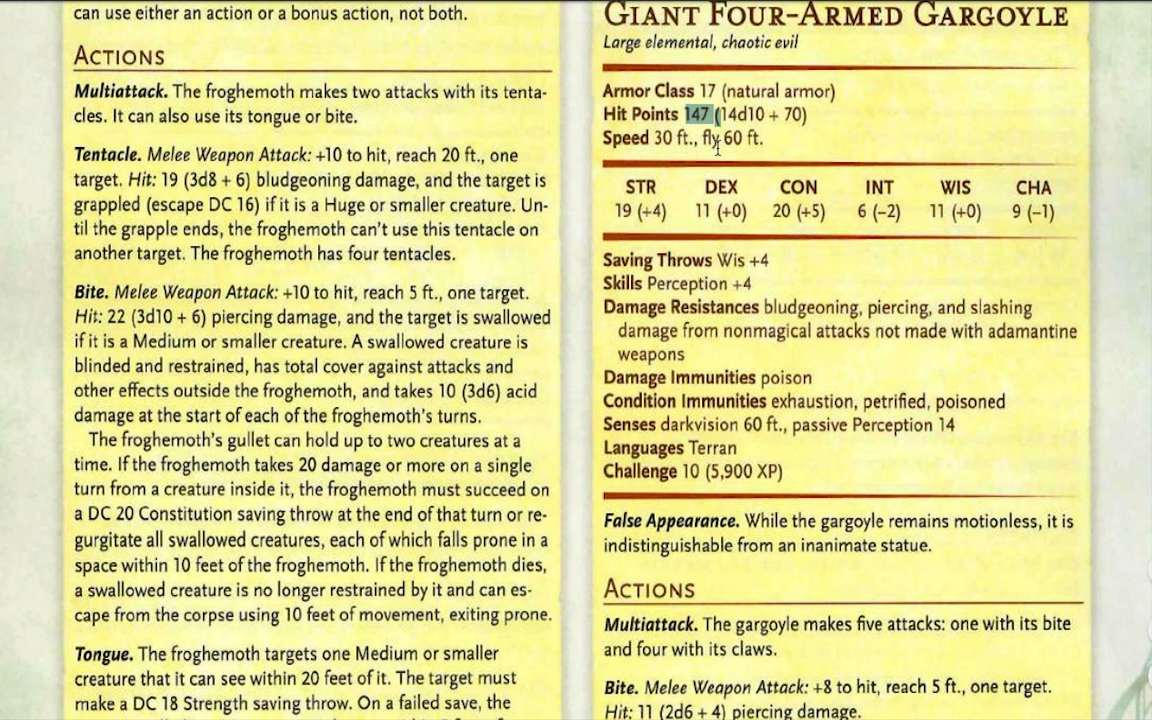 can use either an action or a bonus action, not both.
ACTIONS
Multiattack. The froghemoth makes two attacks with its tenta-
cles. It can also use its tongue or bite.
Tentacle. Melee Weapon Attack: +10 to hit, reach 20 ft., one
target. Hit: 19 (3d8 + 6) bludgeoning damage, and the target is
grappled (escape DC 16) if it is a Huge or smaller creature. Un-
til the grapple ends, the froghemoth can't use this tentacle on
another target. The froghemoth has four tentacles.
Bite. Melee Weapon Attack: +10 to hit, reach 5 ft., one target.
Hit: 22 (3d10 + 6) piercing damage, and the target is swallowed
if it is a Medium or smaller creature. A swallowed creature is
blinded and restrained, has total cover against attacks and
other effects outside the froghemoth, and takes 10 (3d6) acid
damage at the start of each of the froghemoth's turns.
The froghemoth's gullet can hold up to two creatures at a
time. If the froghemoth takes 20 damage or more on a single
turn from a creature inside it, the froghemoth must succeed on
a DC 20 Constitution saving throw at the end of that turn or re-
gurgitate all swallowed creatures, each of which falls prone in a
space within 10 feet of the froghemoth. If the froghemoth dies,
a swallowed creature is no longer restrained by it and can es-
cape from the corpse using 10 feet of movement, exiting prone.
Tongue. The froghemoth targets one Medium or smaller
creature that it can see within 20 feet of it. The target must
make a DC 18 Strength saving throw. On a failed save, the
GIANT FOUR-ARMED GARGOYLE
Large elemental, chaotic evil
Armor Class 17 (natural armor)
Hit Points 147 (14d10 + 70)
Speed 30 ft., fly 60 ft.
STR DEX CON INT WIS CHA
19 (+4) 11 (+0) 20 (+5) 6 (–2) 11 (+0) 9 (–1)
Saving Throws Wis +4
Skills Perception +4
Damage Resistances bludgeoning, piercing, and slashing
damage from nonmagical attacks not made with adamantine
weapons
Damage Immunities poison
Condition Immunities exhaustion, petrified, poisoned
Senses darkvision 60 ft., passive Perception 14
Languages Terran
Challenge 10 (5,900 XP)
False Appearance. While the gargoyle remains motionless, it is
indistinguishable from an inanimate statue.
ACTIONS
Multiattack. The gargoyle makes five attacks: one with its bite
and four with its claws.
Bite. Melee Weapon Attack: +8 to hit, reach 5 ft., one target.
Hit: 11 (2d6 + 4) piercing damage.